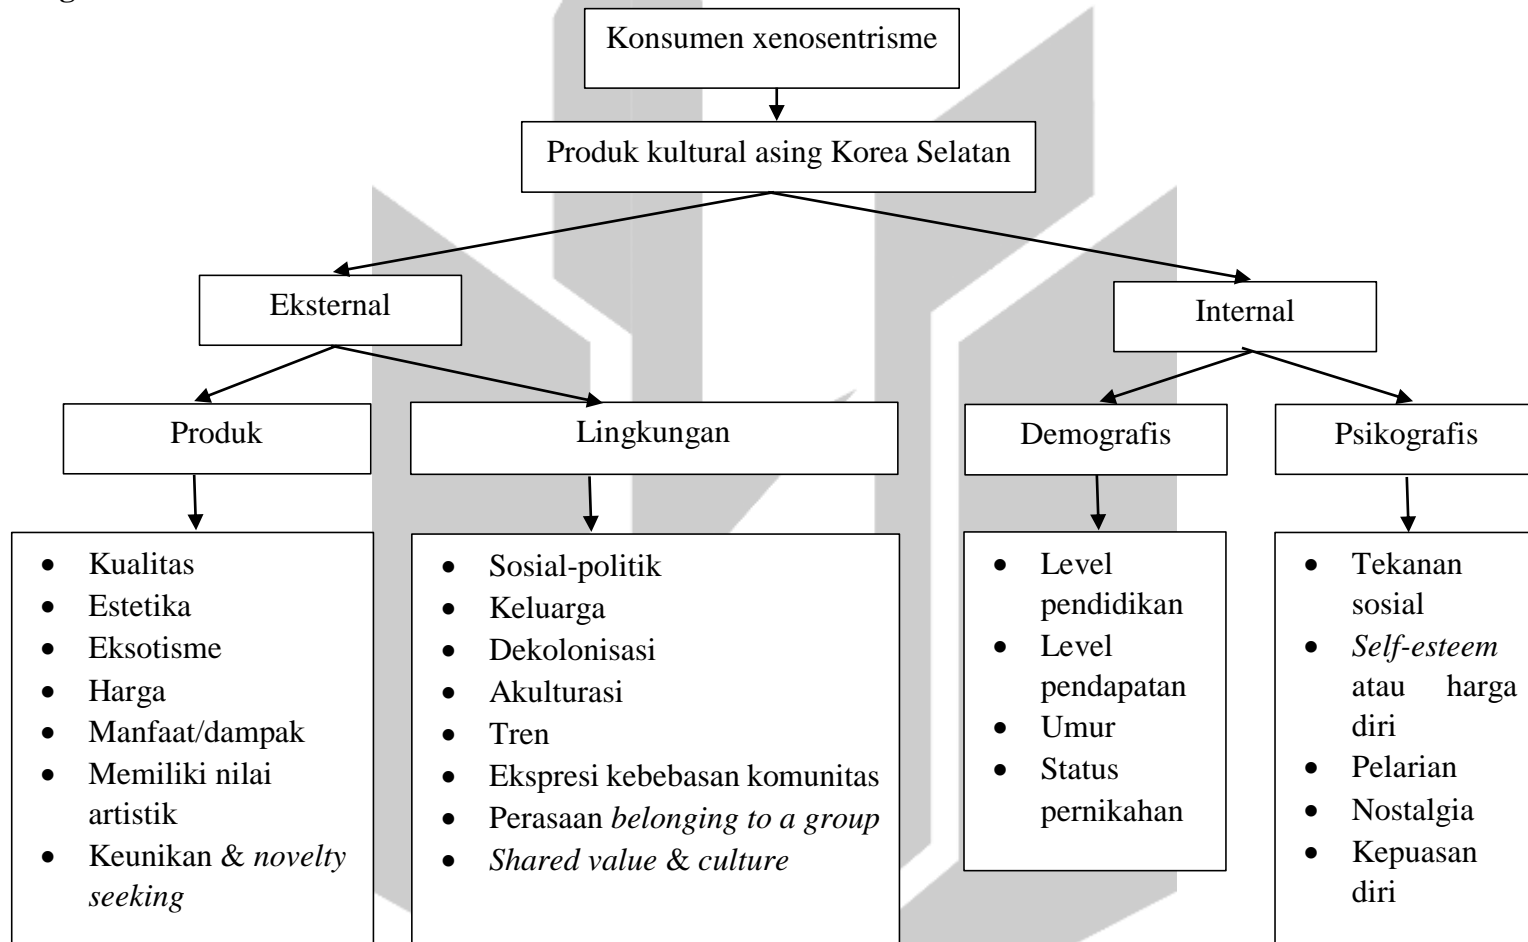 Konsumen xenosentrisme
Produk kultural asing Korea Selatan
Eksternal
Internal
Produk
Lingkungan
Demografis
Psikografis
• Kualitas
• Estetika
• Eksotisme
• Harga
• Manfaat/dampak
• Memiliki nilai
artistik
• Keunikan & novelty
seeking
• Sosial-politik
• Keluarga
• Dekolonisasi
• Akulturasi
• Tren
• Ekspresi kebebasan komunitas
• Perasaan belonging to a group
• Shared value & culture
• Level
pendidikan
• Level
pendapatan
• Umur
• Status
pernikahan
• Tekanan
sosial
• Self-esteem
atau harga
diri
• Pelarian
• Nostalgia
• Kepuasan
diri